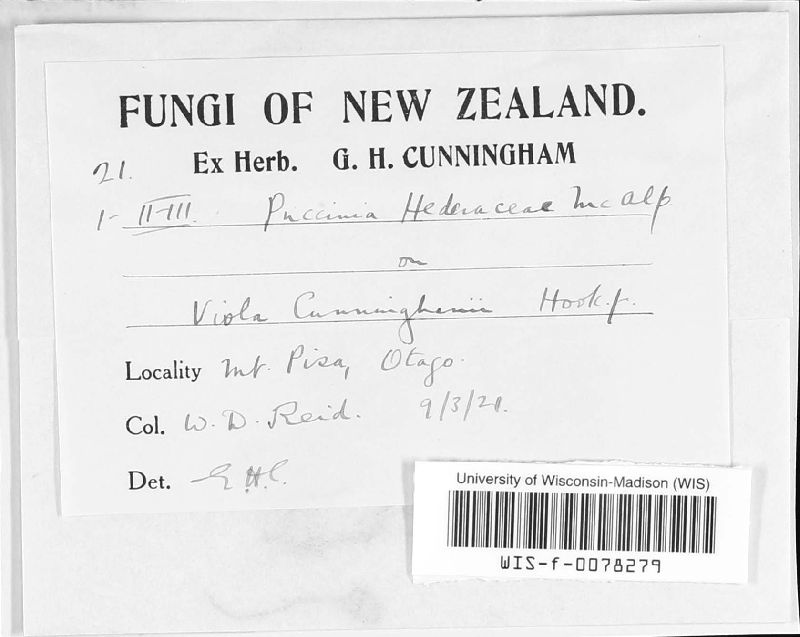 FUNGI OF NEW ZEALAND.
21. Ex Herb. G. H. CUNNINGHAM
I- II-III. Puccinia Hederaceae McAlp
on
Viola Cunninghamii Hook.f.
Locality Mt. Pisa, Otago.
Col. W. D. Reid. 9/3/21.
Det. G.H.C.
University of Wisconsin-Madison (WIS)
WIS-f-0078279